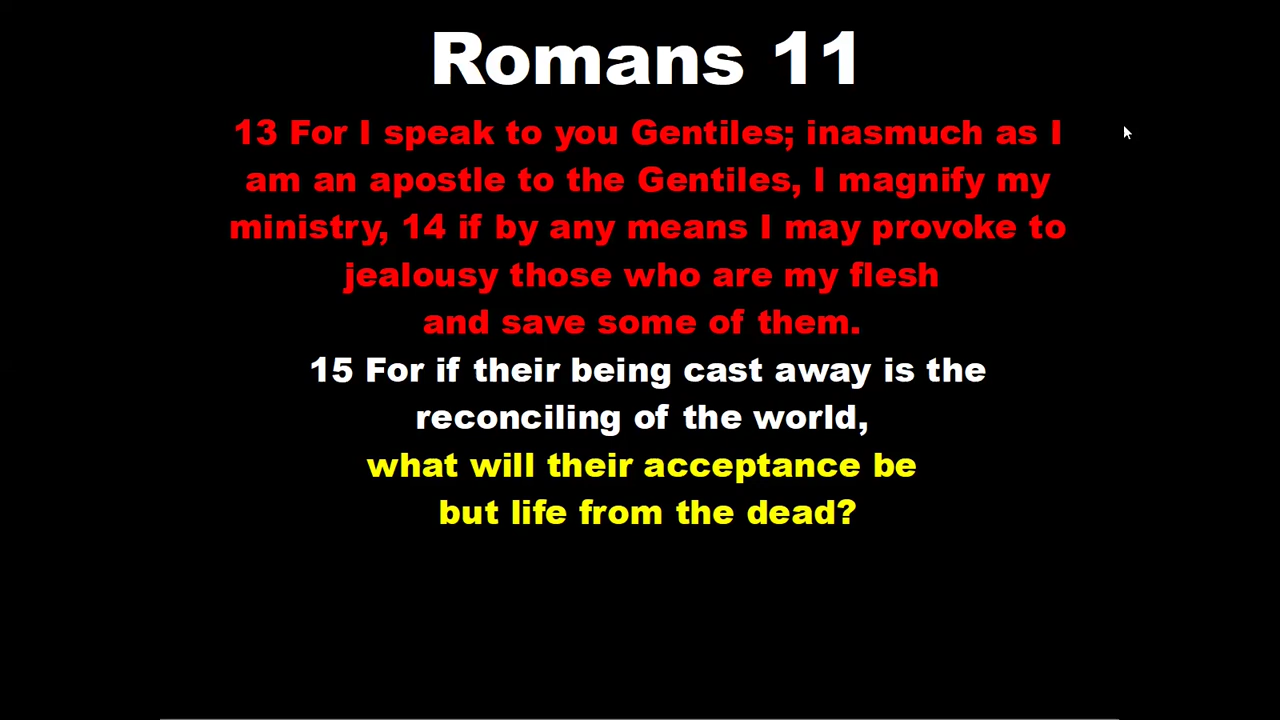 Romans 11
13 For I speak to you Gentiles; inasmuch as I
am an apostle to the Gentiles, I magnify my
ministry, 14 if by any means I may provoke to
jealousy those who are my flesh
and save some of them.
15 For if their being cast away is the
reconciling of the world,
what will their acceptance be
but life from the dead?